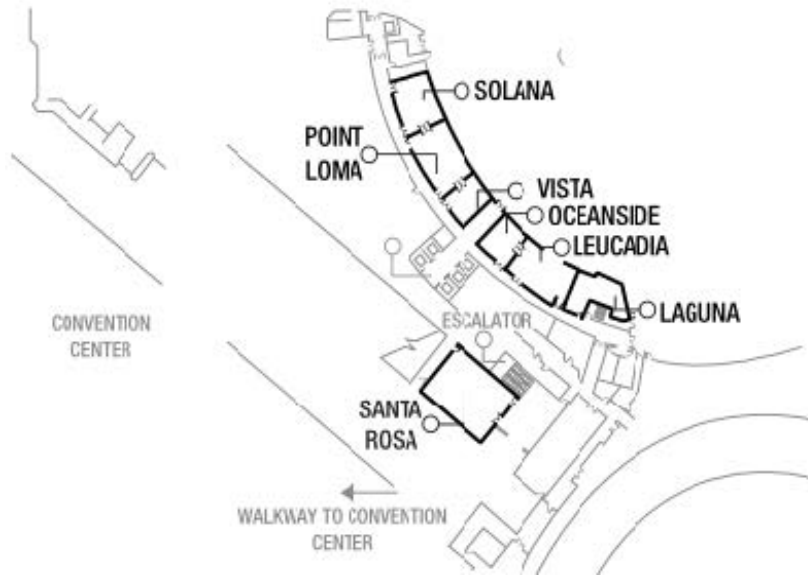 SOLANA
POINT
LOMA
VISTA
OCEANSIDE
LEUCADIA
LAGUNA
CONVENTION
CENTER
ESCALATOR
SANTA
ROSA
WALKWAY TO CONVENTION
CENTER